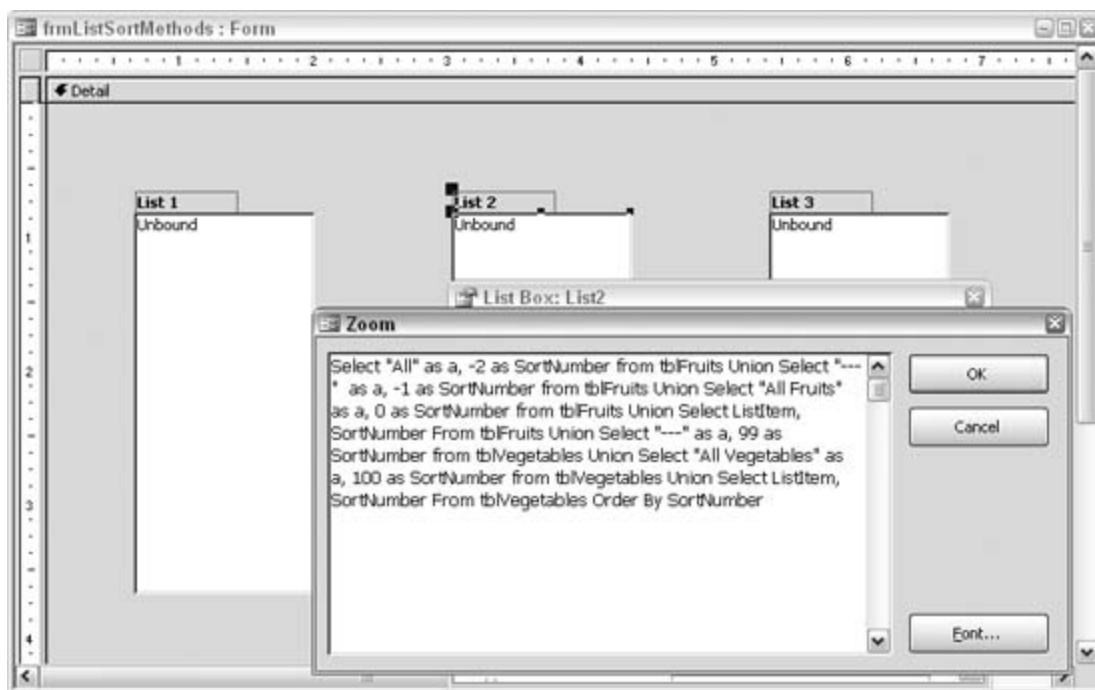 frmListSortMethods : Form
1 2 3 4 5 6 7
Detail
List 1
Unbound
List 2
Unbound
List 3
Unbound
1
2
3
4
List Box: List2
Zoom
Select "All" as a, -2 as SortNumber from tblFruits Union Select "---
" as a, -1 as SortNumber from tblFruits Union Select "All Fruits"
as a, 0 as SortNumber from tblFruits Union Select ListItem,
SortNumber From tblFruits Union Select "---" as a, 99 as
SortNumber from tblVegetables Union Select "All Vegetables" as
a, 100 as SortNumber from tblVegetables Union Select ListItem,
SortNumber From tblVegetables Order By SortNumber
OK
Cancel
Font...